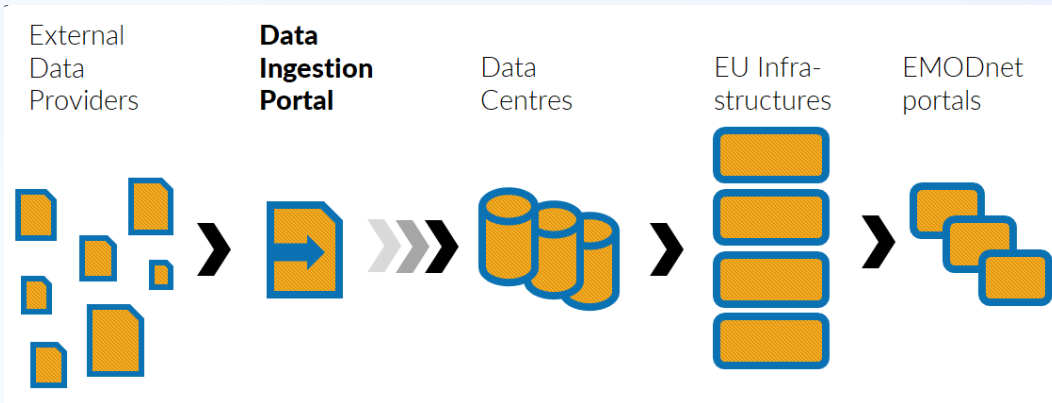 External
Data
Providers
Data
Ingestion
Portal
Data
Centres
EU Infra-
structures
EMODnet
portals